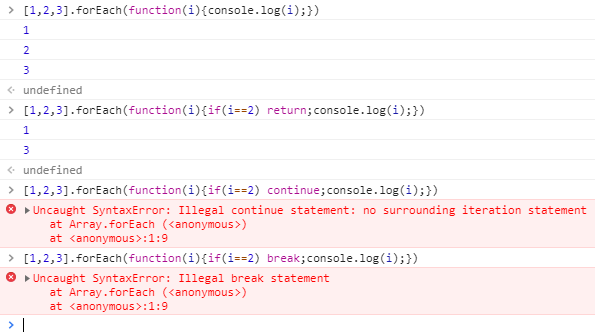 [1,2,3].forEach(function(i){console.log(i);})
1
2
3
undefined
[1,2,3].forEach(function(i){if(i==2) return;console.log(i);})
1
3
undefined
[1,2,3].forEach(function(i){if(i==2) continue;console.log(i);})
Uncaught SyntaxError: Illegal continue statement: no surrounding iteration statement
at Array.forEach (<anonymous>)
at <anonymous>:1:9
[1,2,3].forEach(function(i){if(i==2) break;console.log(i);})
Uncaught SyntaxError: Illegal break statement
at Array.forEach (<anonymous>)
at <anonymous>:1:9